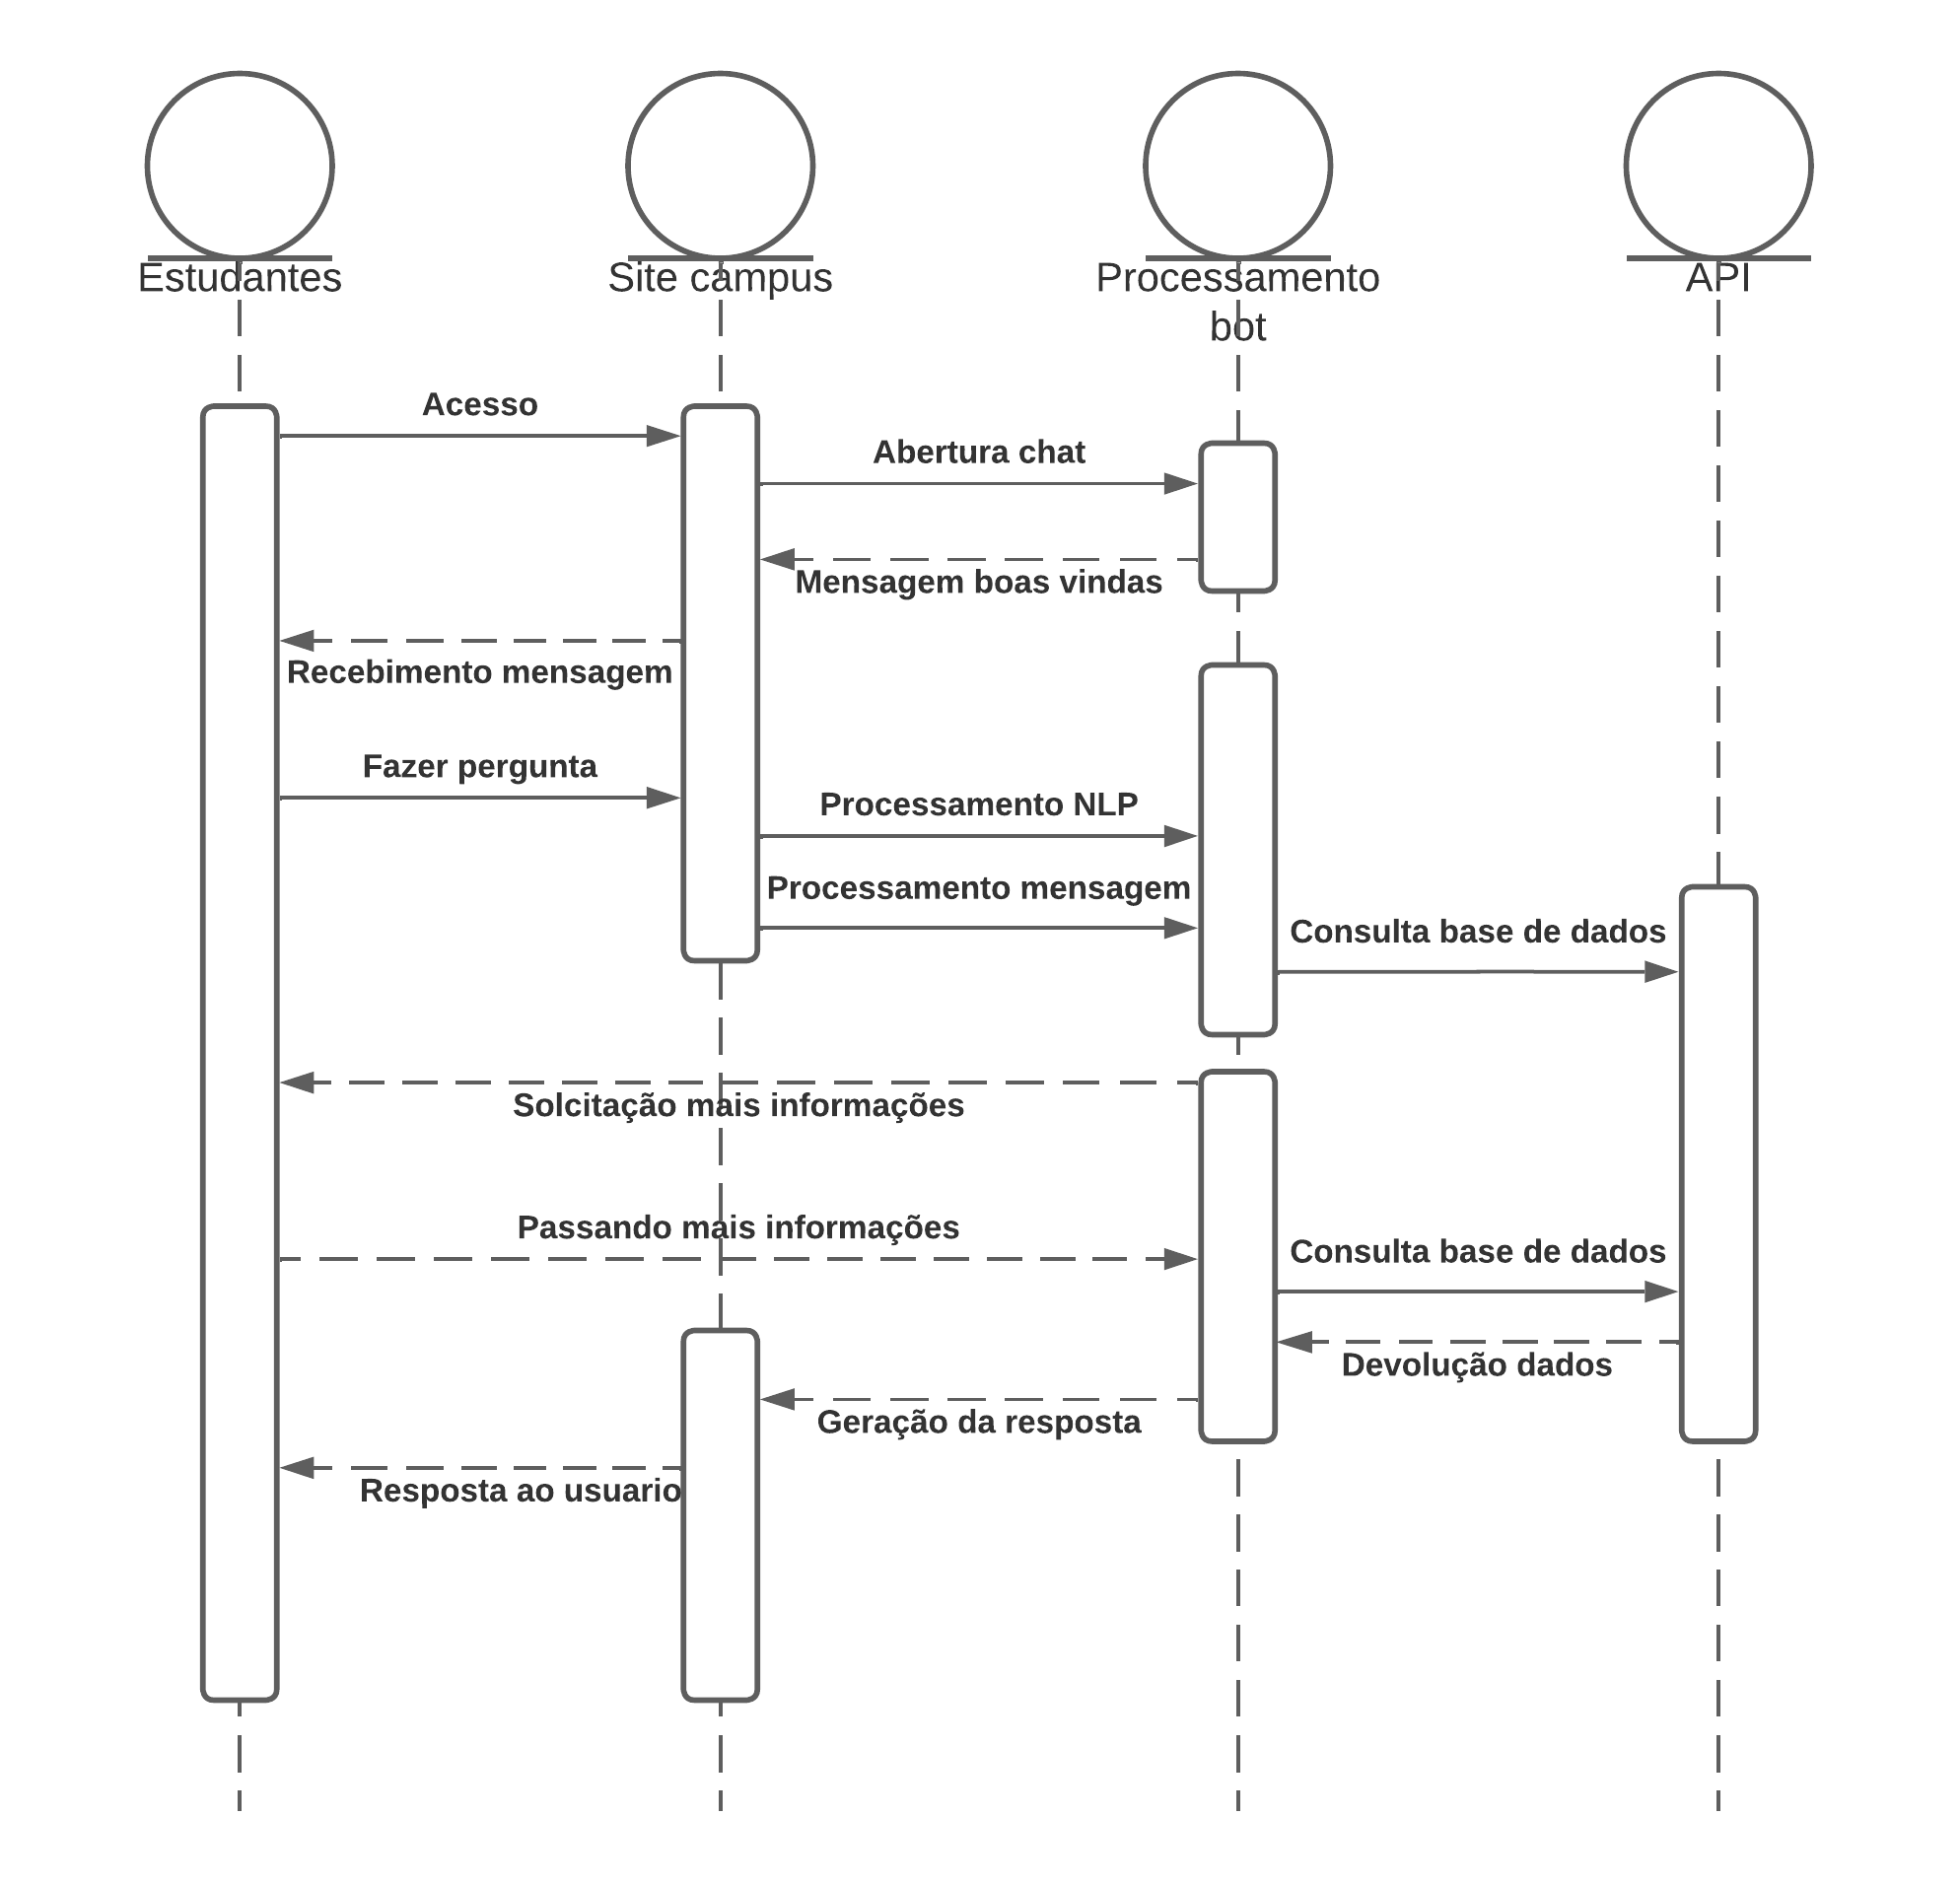 Estudantes
Site campus
Processamento
bot
API
Acesso
Abertura chat
Mensagem boas vindas
Recebimento mensagem
Fazer pergunta
Processamento NLP
Processamento mensagem
Consulta base de dados
Solcitação mais informações
Passando mais informações
Consulta base de dados
Devolução dados
Geração da resposta
Resposta ao usuario